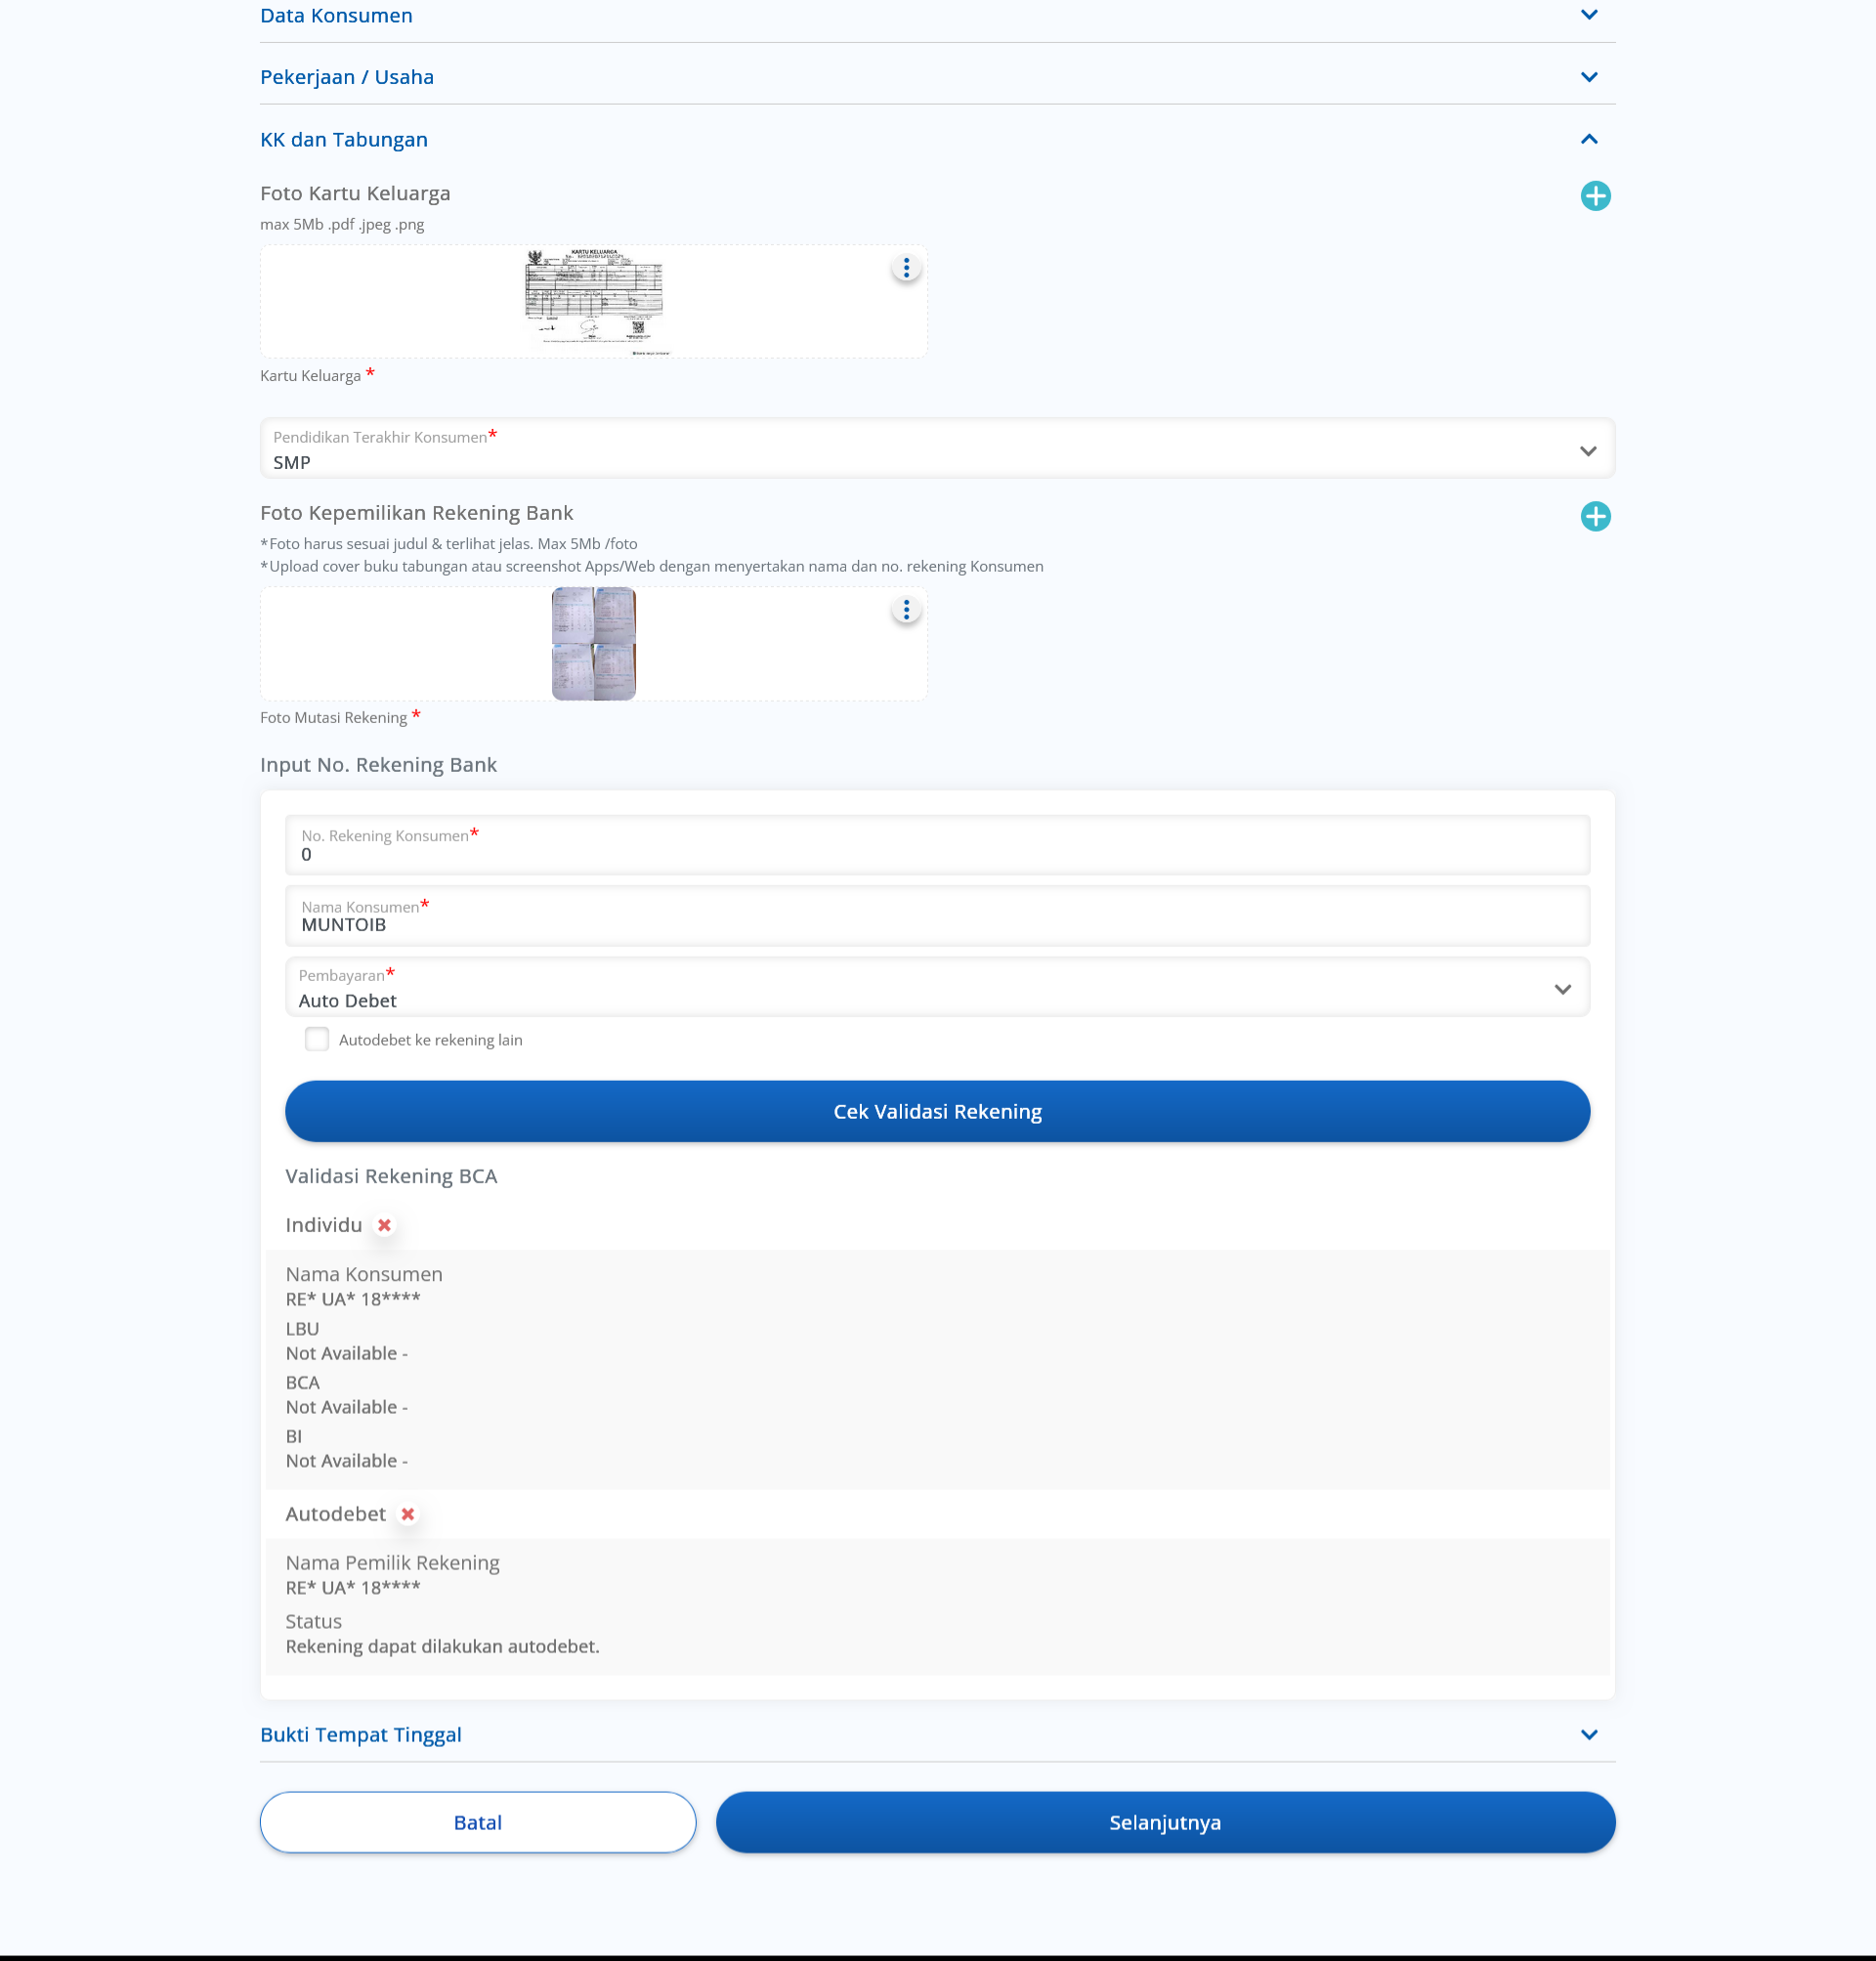 Data Konsumen
Pekerjaan / Usaha
KK dan Tabungan
Foto Kartu Keluarga
max 5Mb .pdf .jpeg .png
KARTU KELUARGA
Kartu Keluarga *
Pendidikan Terakhir Konsumen*
SMP
Foto Kepemilikan Rekening Bank
*Foto harus sesuai judul & terlihat jelas. Max 5Mb /foto
*Upload cover buku tabungan atau screenshot Apps/Web dengan menyertakan nama dan no. rekening Konsumen
Foto Mutasi Rekening *
Input No. Rekening Bank
No. Rekening Konsumen*
0
Nama Konsumen*
MUNTOIB
Pembayaran*
Auto Debet
Autodebet ke rekening lain
Cek Validasi Rekening
Validasi Rekening BCA
Individu
Nama Konsumen
RE* UA* 18****
LBU
Not Available -
BCA
Not Available -
BI
Not Available -
Autodebet
Nama Pemilik Rekening
RE* UA* 18****
Status
Rekening dapat dilakukan autodebet.
Bukti Tempat Tinggal
Batal
Selanjutnya